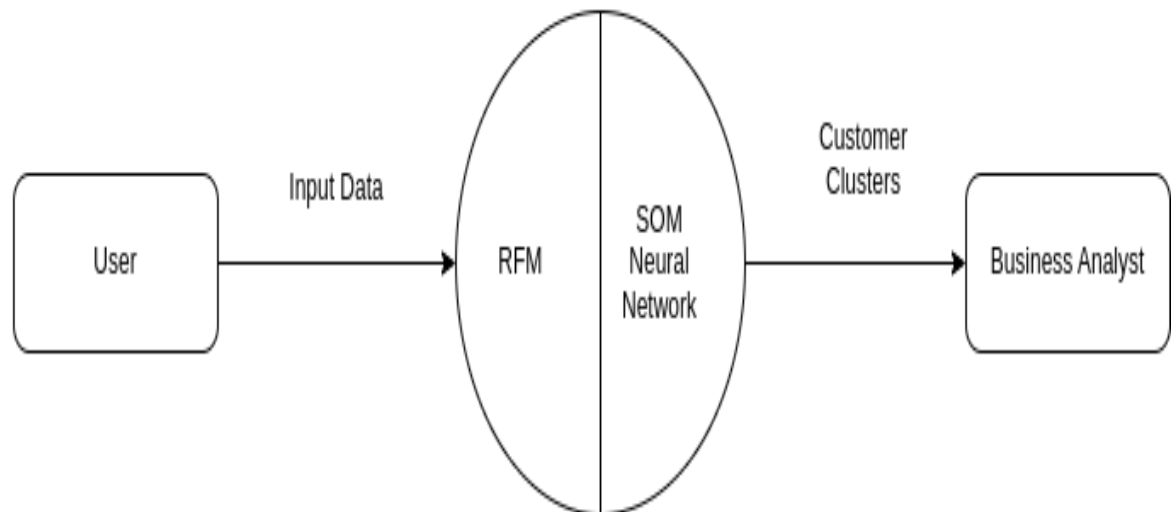 User
Input Data
RFM
SOM
Neural
Network
Customer
Clusters
Business Analyst